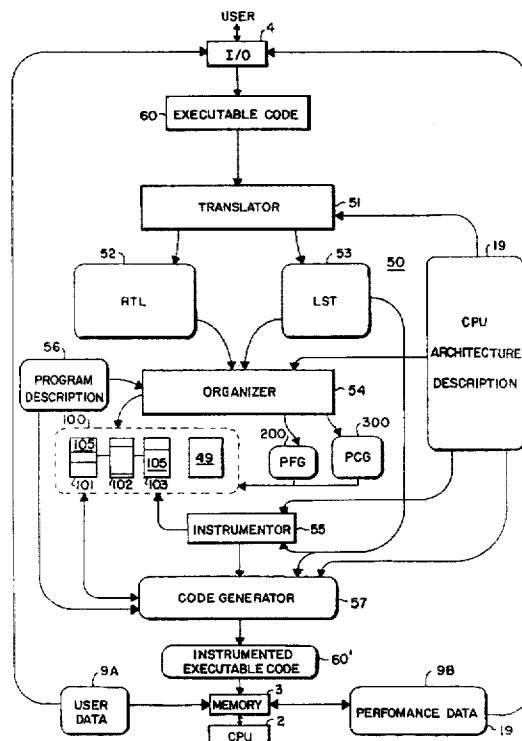 USER
4
I/O
60
EXECUTABLE CODE
TRANSLATOR
51
52
RTL
53
LST
50
19
CPU
ARCHITECTURE
DESCRIPTION
56
PROGRAM
DESCRIPTION
ORGANIZER
54
100
105
105
49
101
102
103
200
PFG
300
PCG
INSTRUMENTOR
55
CODE GENERATOR
57
INSTRUMENTED
EXECUTABLE CODE
60'
9A
USER
DATA
3
MEMORY
2
CPU
9B
PERFOMANCE DATA
19